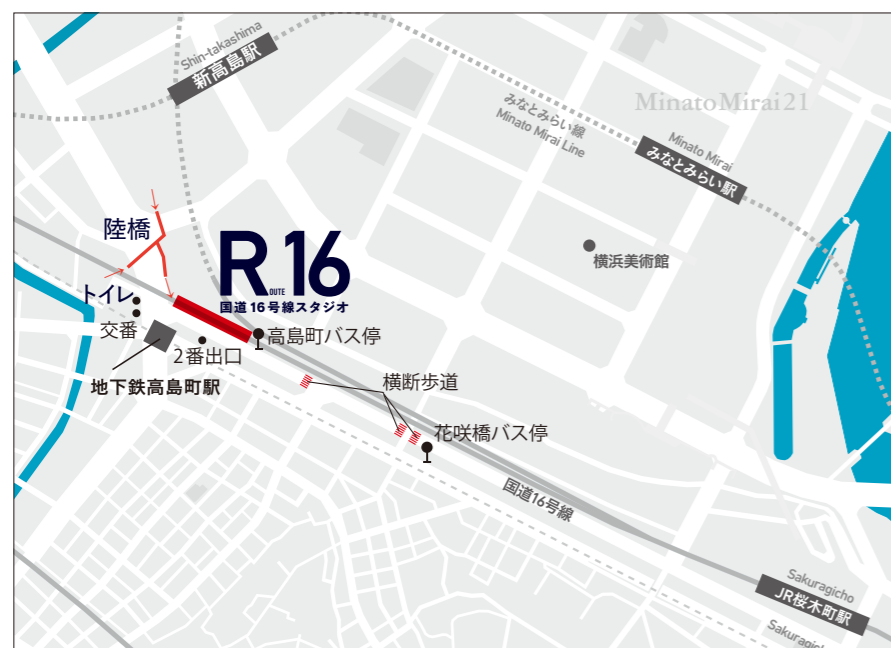 Shin-takashima
新高島駅
みなとみらい線
Minato Mirai Line
MinatoMirai21
Minato Mirai
みなとみらい駅
横浜美術館
陸橋
R OUTE 16
国道16号線スタジオ
トイレ
交番
2番出口
高島町バス停
地下鉄高島町駅
横断歩道
花咲橋バス停
国道16号線
Sakuragicho
JR桜木町駅
Sakuragich